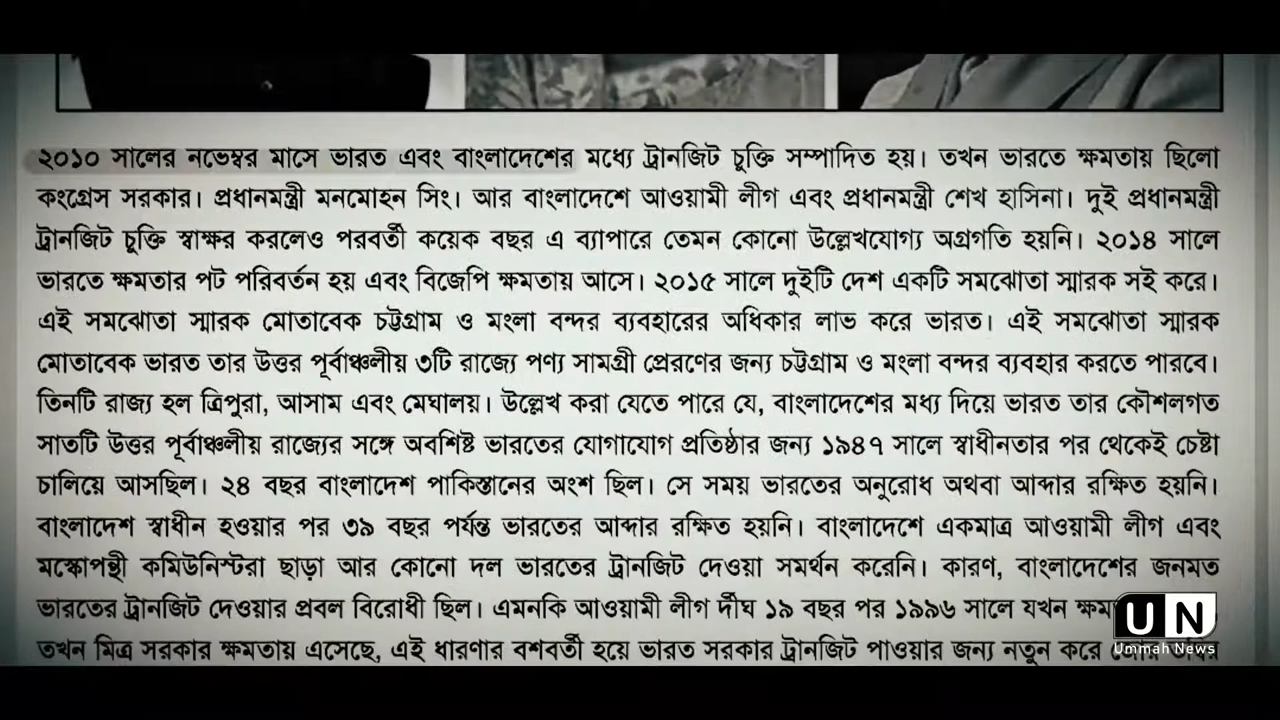 ২০১০ সালের নভেম্বর মাসে ভারত এবং বাংলাদেশের মধ্যে ট্রানজিট চুক্তি সম্পাদিত হয়। তখন ভারতে ক্ষমতায় ছিলো
কংগ্রেস সরকার। প্রধানমন্ত্রী মনমোহন সিং। আর বাংলাদেশে আওয়ামী লীগ এবং প্রধানমন্ত্রী শেখ হাসিনা। দুই প্রধানমন্ত্রী
ট্রানজিট চুক্তি স্বাক্ষর করলেও পরবর্তী কয়েক বছর এ ব্যাপারে তেমন কোনো উল্লেখযোগ্য অগ্রগতি হয়নি। ২০১৪ সালে
ভারতে ক্ষমতার পট পরিবর্তন হয় এবং বিজেপি ক্ষমতায় আসে। ২০১৫ সালে দুইটি দেশ একটি সমঝোতা স্মারক সই করে।
এই সমঝোতা স্মারক মোতাবেক চট্টগ্রাম ও মংলা বন্দর ব্যবহারের অধিকার লাভ করে ভারত। এই সমঝোতা স্মারক
মোতাবেক ভারত তার উত্তর পূর্বাঞ্চলীয় ৩টি রাজ্যে পণ্য সামগ্রী প্রেরণের জন্য চট্টগ্রাম ও মংলা বন্দর ব্যবহার করতে পারবে।
তিনটি রাজ্য হল ত্রিপুরা, আসাম এবং মেঘালয়। উল্লেখ করা যেতে পারে যে, বাংলাদেশের মধ্য দিয়ে ভারত তার কৌশলগত
সাতটি উত্তর পূর্বাঞ্চলীয় রাজ্যের সঙ্গে অবশিষ্ট ভারতের যোগাযোগ প্রতিষ্ঠার জন্য ১৯৪৭ সালে স্বাধীনতার পর থেকেই চেষ্টা
চালিয়ে আসছিল। ২৪ বছর বাংলাদেশ পাকিস্তানের অংশ ছিল। সে সময় ভারতের অনুরোধ অথবা আব্দার রক্ষিত হয়নি।
বাংলাদেশ স্বাধীন হওয়ার পর ৩৯ বছর পর্যন্ত ভারতের আব্দার রক্ষিত হয়নি। বাংলাদেশে একমাত্র আওয়ামী লীগ এবং
মস্কোপন্থী কমিউনিস্টরা ছাড়া আর কোনো দল ভারতের ট্রানজিট দেওয়া সমর্থন করেনি। কারণ, বাংলাদেশের জনমত
ভারতের ট্রানজিট দেওয়ার প্রবল বিরোধী ছিল। এমনকি আওয়ামী লীগ দীর্ঘ ১৯ বছর পর ১৯৯৬ সালে যখন
তখন মিত্র সরকার ক্ষমতায় এসেছে, এই ধারণার বশবর্তী হয়ে ভারত সরকার ট্রানজিট পাওয়ার জন্য নতুন করে
UN
Ummah News